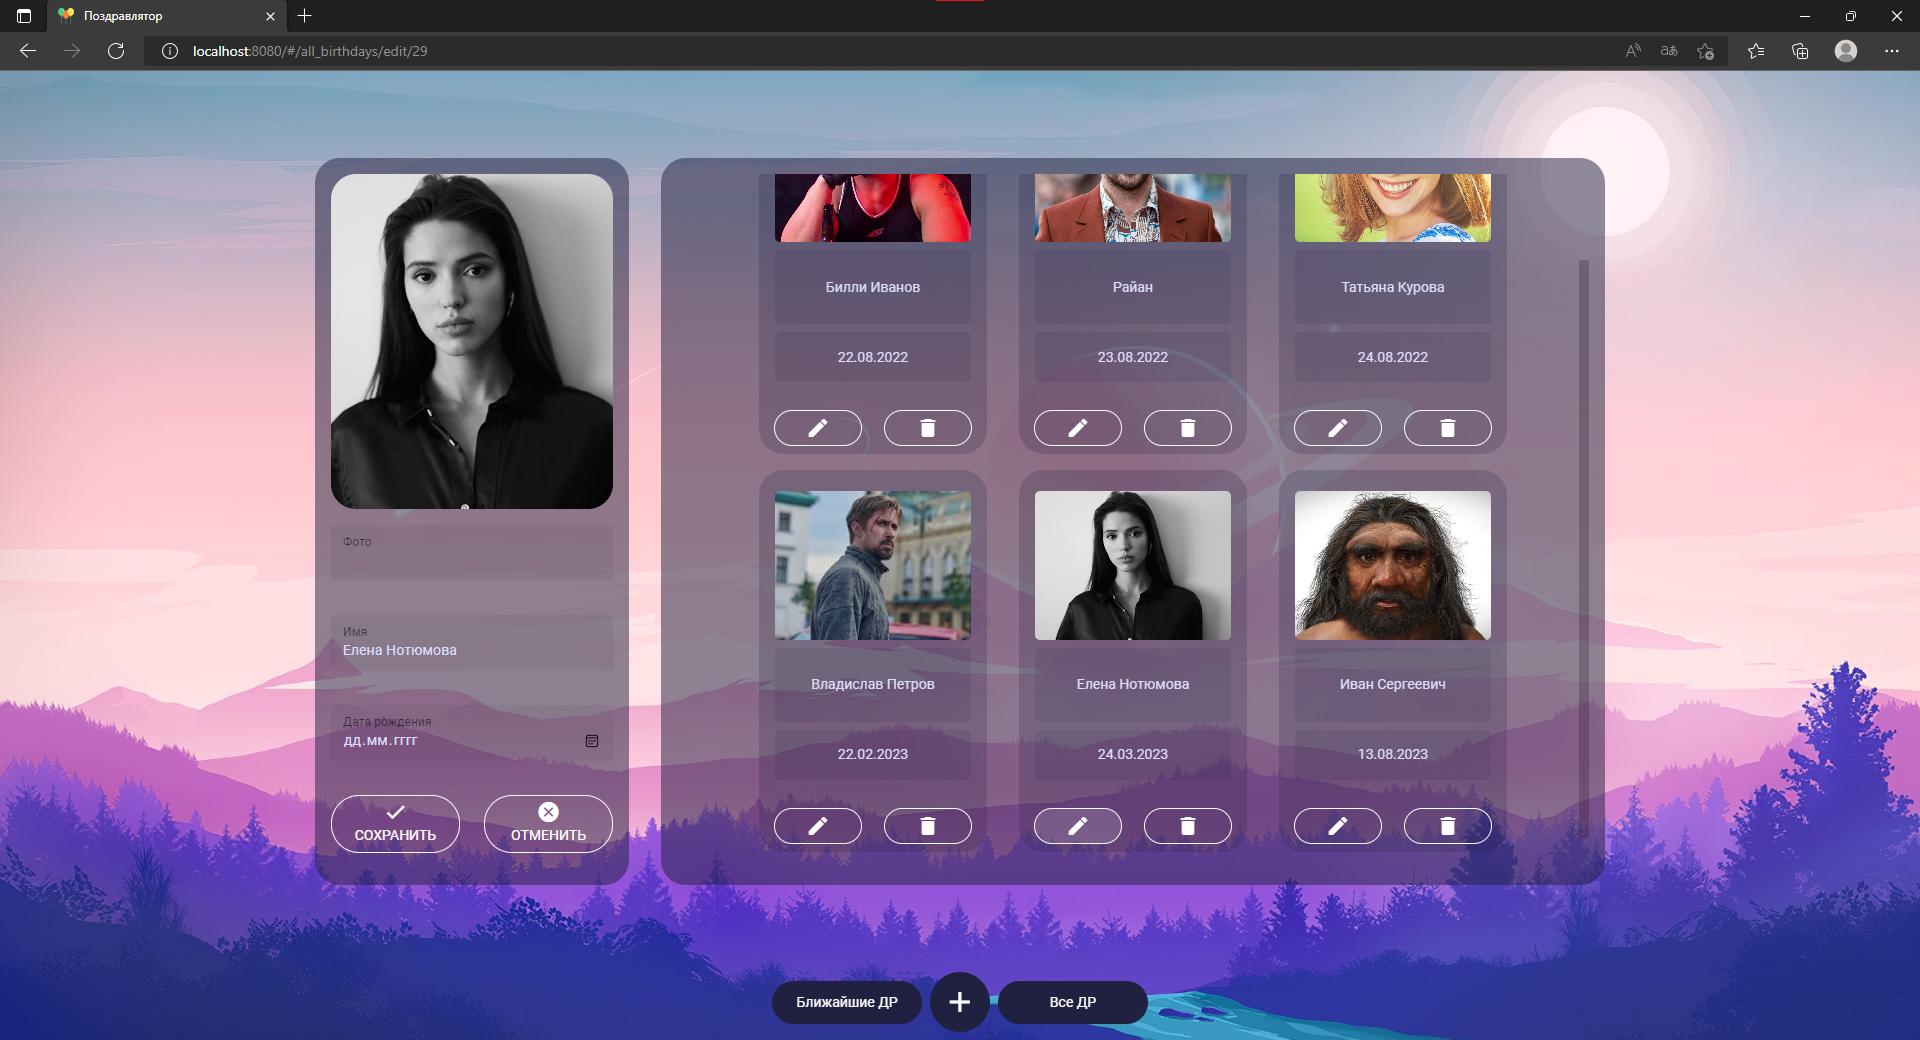 Поздравлятор
localhost:8080/#/all_birthdays/edit/29
Фото
Имя
Елена Нотюмова
Дата рождения
дд.мм.гггг
СОХРАНИТЬ
ОТМЕНИТЬ
Билли Иванов
Райан
Татьяна Курова
22.08.2022
23.08.2022
24.08.2022
Владислав Петров
Елена Нотюмова
Иван Сергеевич
22.02.2023
24.03.2023
13.08.2023
Ближайшие ДР
Все ДР